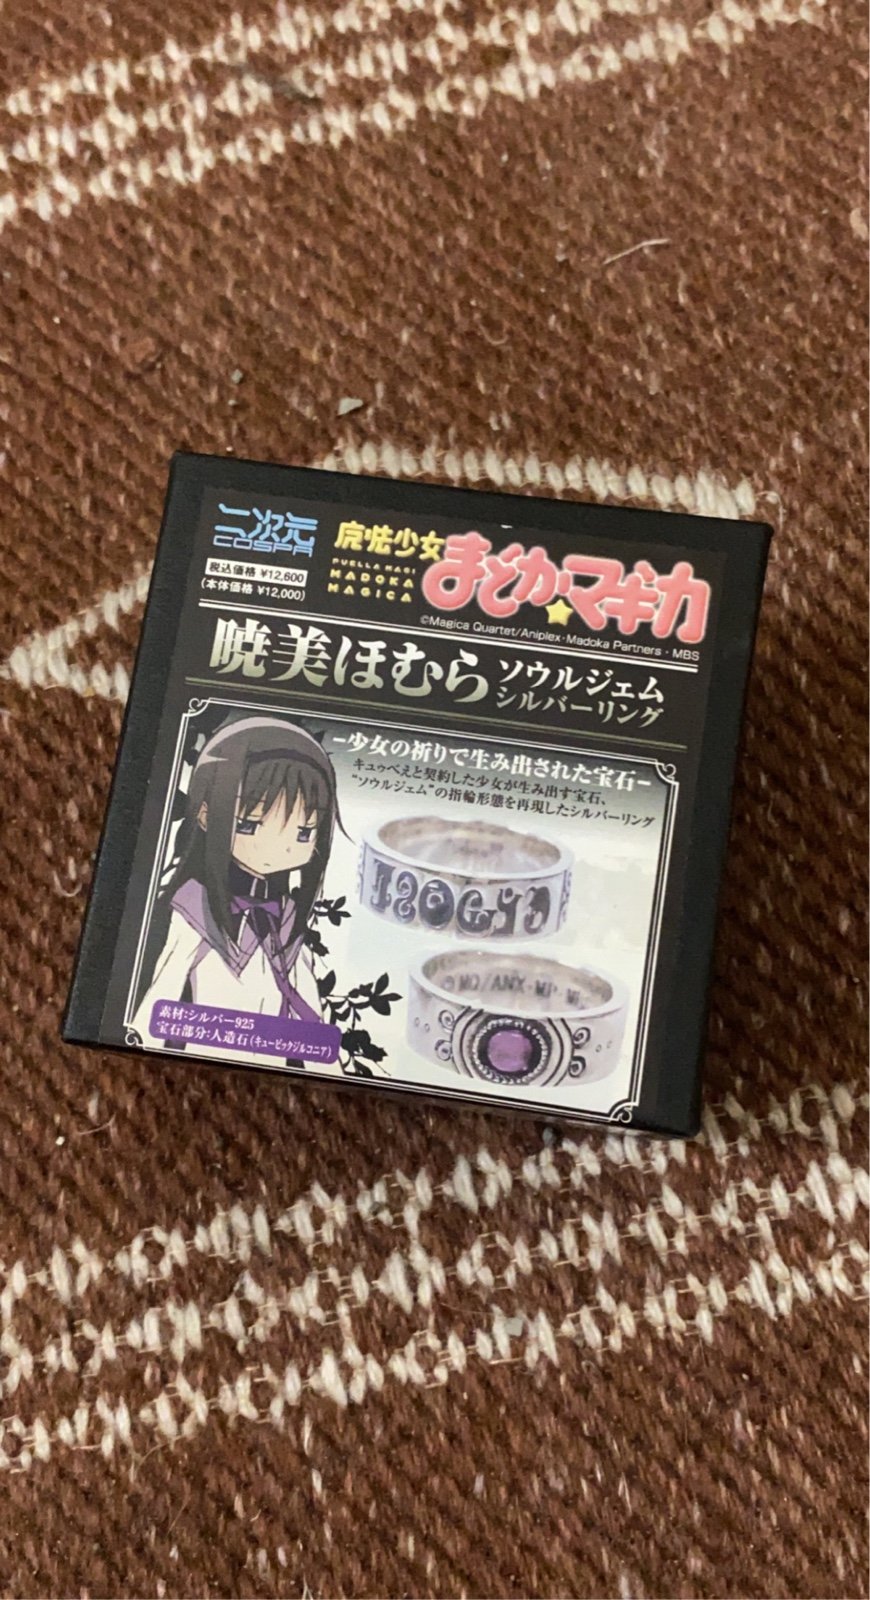 二次元
COSPA
税込価格 ¥12,600
(本体価格 ¥12,000)
魔法少女
まどか★マギカ
PUELLA MAGI
MADOKA
MAGICA
©Magica Quartet/Aniplex・Madoka Partners・MBS
暁美ほむら
ソウルジェム
シルバーリング
−少女の祈りで生み出された宝石−
キュゥべえと契約した少女が生み出す宝石、
“ソウルジェム”の指輪形態を再現したシルバーリング
©MQ/ANX・MP・M
素材:シルバー925
宝石部分:人造石(キュービックジルコニア)